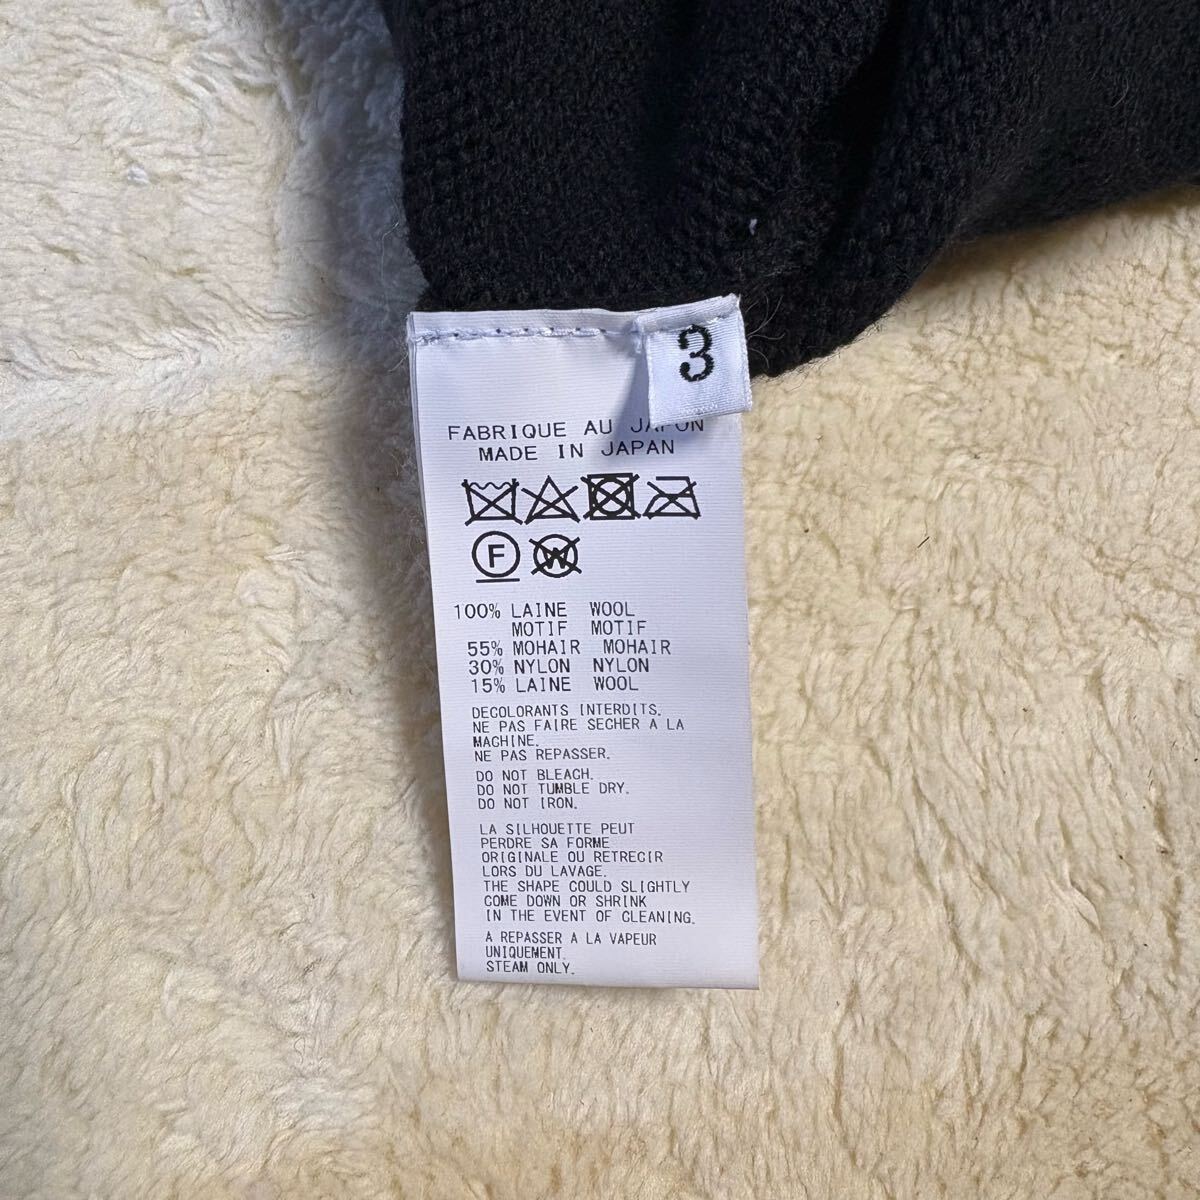 3
FABRIQUE AU JAPON
MADE IN JAPAN
F W
100% LAINE WOOL
MOTIF MOTIF
55% MOHAIR MOHAIR
30% NYLON NYLON
15% LAINE WOOL
DECOLORANTS INTERDITS.
NE PAS FAIRE SECHER A LA
MACHINE.
NE PAS REPASSER.
DO NOT BLEACH.
DO NOT TUMBLE DRY.
DO NOT IRON.
LA SILHOUETTE PEUT
PERDRE SA FORME
ORIGINALE OU RETRECIR
LORS DU LAVAGE.
THE SHAPE COULD SLIGHTLY
COME DOWN OR SHRINK
IN THE EVENT OF CLEANING.
A REPASSER A LA VAPEUR
UNIQUEMENT.
STEAM ONLY.